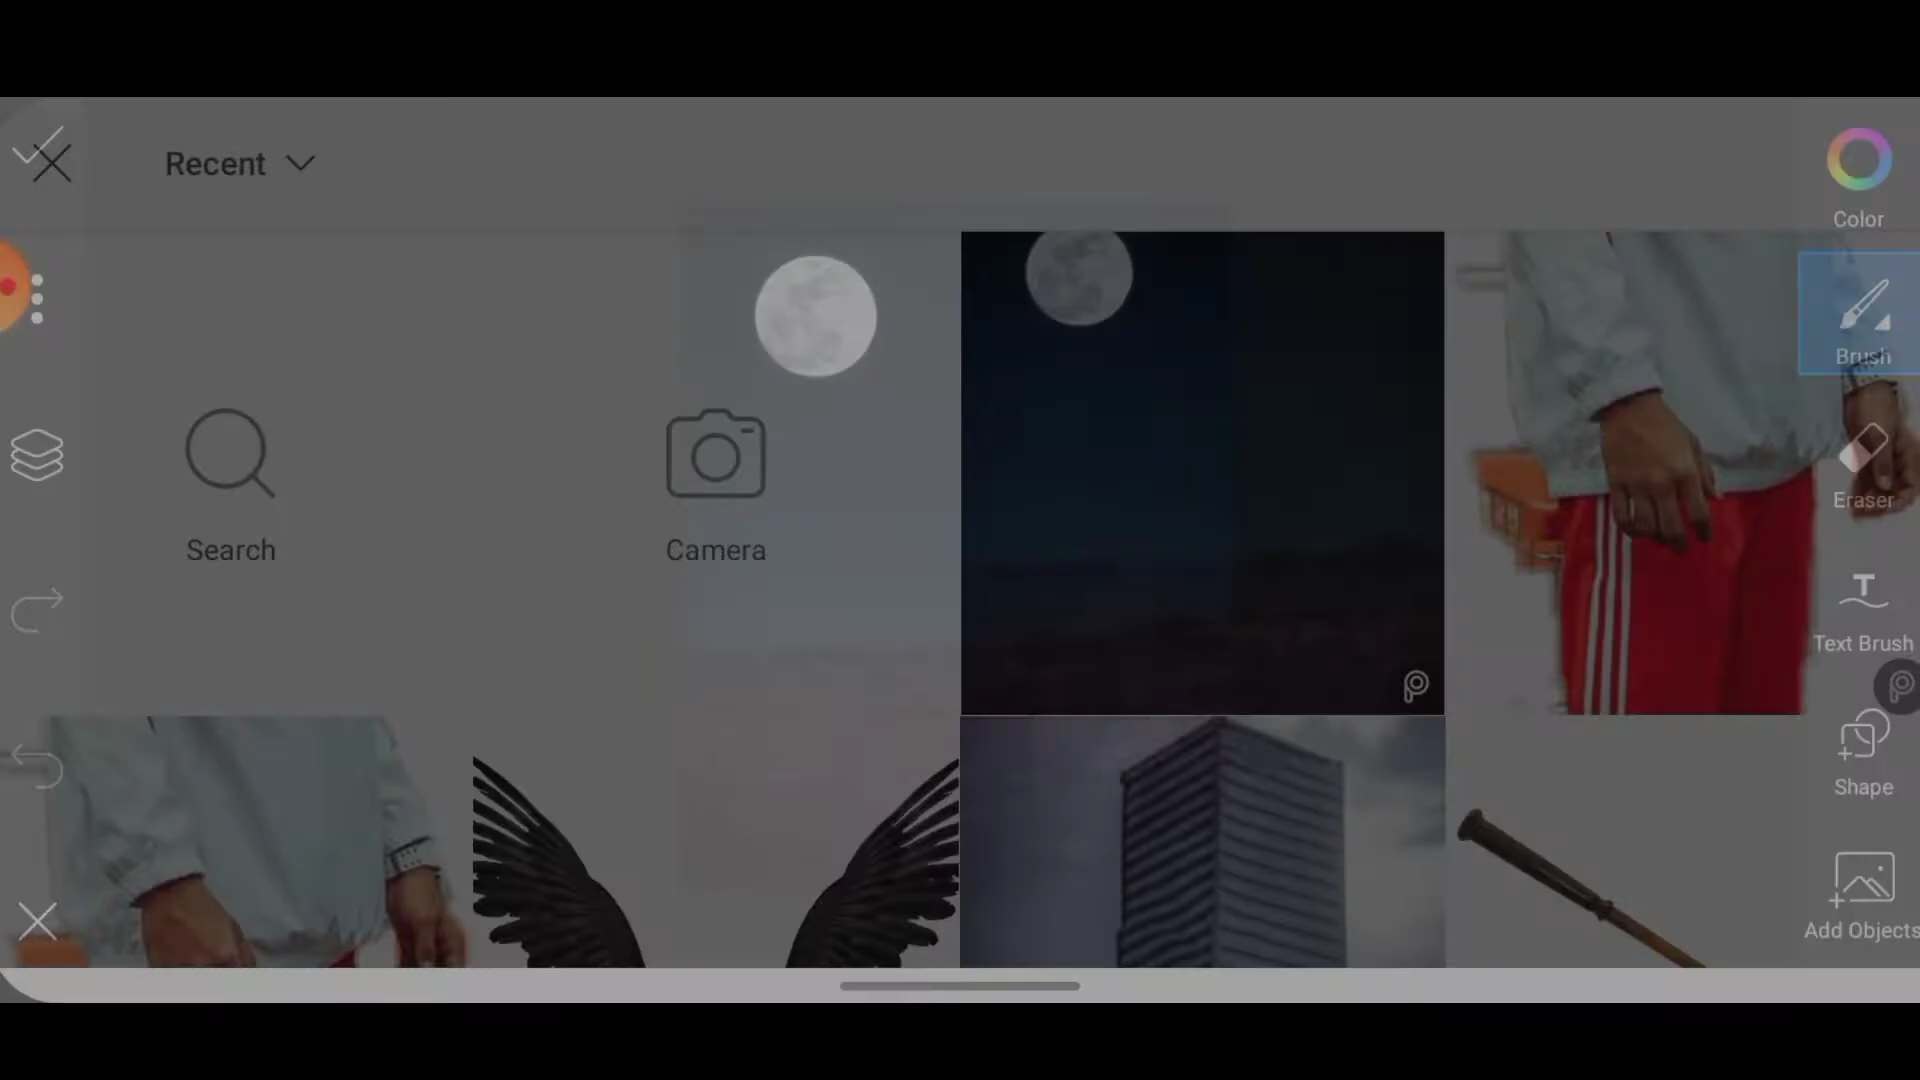 Recent
Color
Brush
Eraser
Search
Camera
Text Brush
Shape
Add Objects